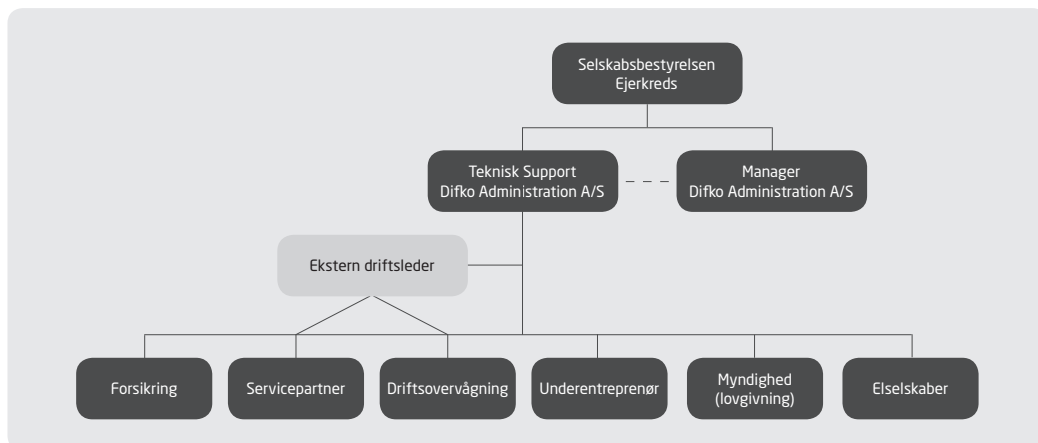 Selskabsbestyrelsen
Ejerkreds
Teknisk Support
Difko Administration A/S
Manager
Difko Administration A/S
Ekstern driftsleder
Forsikring
Servicepartner
Driftsovervågning
Underentreprenør
Myndighed
(lovgivning)
Elselskaber